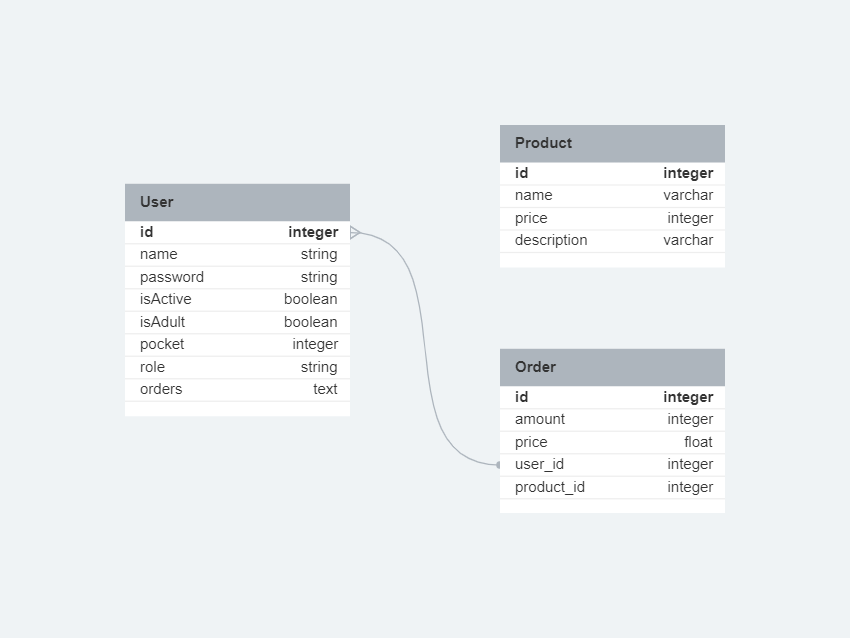 User
id integer
name string
password string
isActive boolean
isAdult boolean
pocket integer
role string
orders text
Product
id integer
name varchar
price integer
description varchar
Order
id integer
amount integer
price float
user_id integer
product_id integer